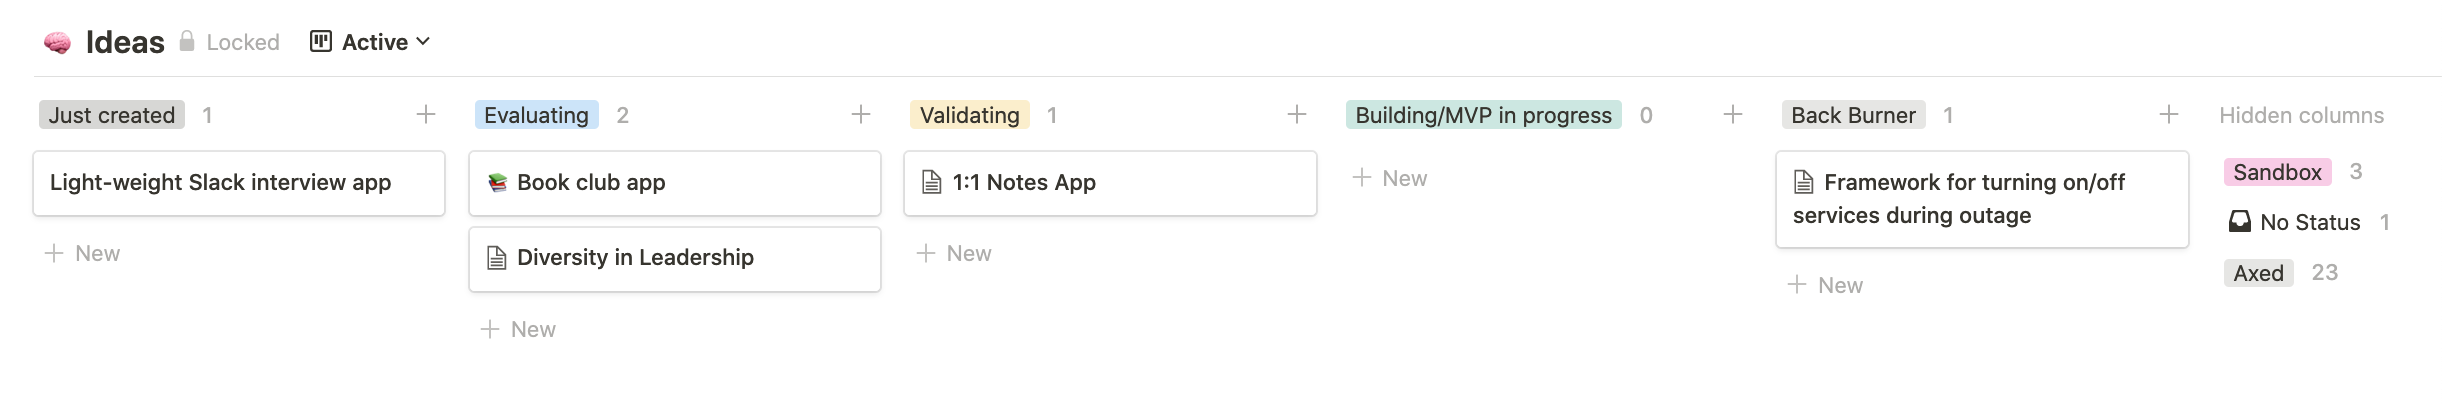 Ideas Locked Active
Just created 1
Light-weight Slack interview app
New
Evaluating 2
Book club app
Diversity in Leadership
New
Validating 1
1:1 Notes App
New
Building/MVP in progress 0
New
Back Burner 1
Framework for turning on/off
services during outage
New
Hidden columns
Sandbox 3
No Status 1
Axed 23